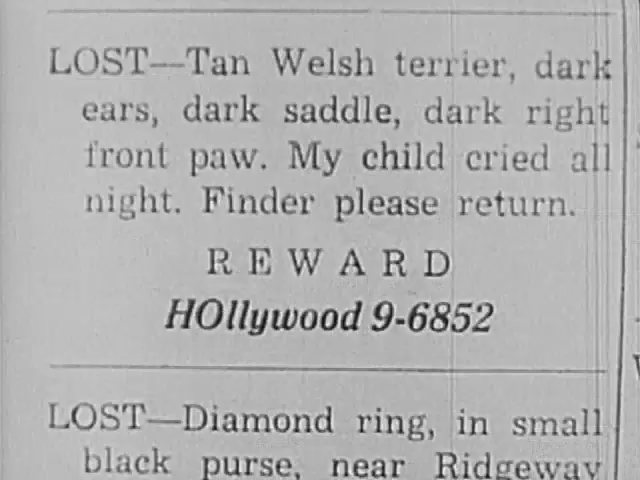 LOST—Tan Welsh terrier, dark
ears, dark saddle, dark right
front paw. My child cried all
night. Finder please return.
REWARD
HOllywood 9-6852
LOST—Diamond ring, in small
black purse, near Ridgeway